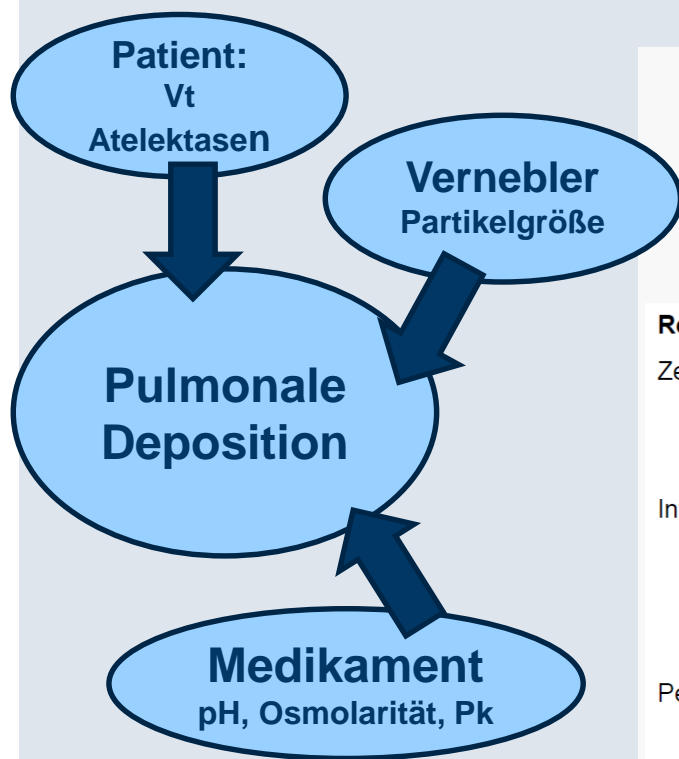 Patient:
Vt
Atelektasen
Vernebler
Partikelgröße
Pulmonale
Deposition
Medikament
pH, Osmolarität, Pk